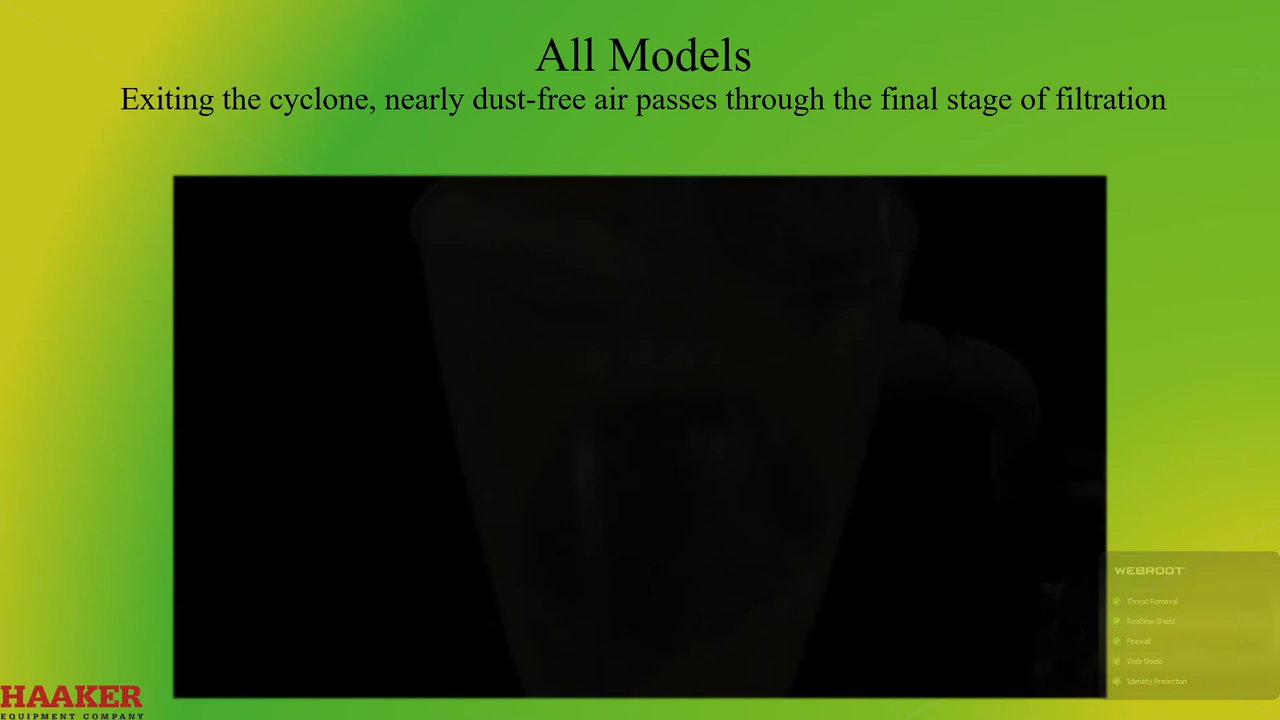 All Models
Exiting the cyclone, nearly dust-free air passes through the final stage of filtration
WEBROOT
Threat Removal
Realtime Shield
Firewall
Web Shield
Identity Protection
HAAKER
EQUIPMENT COMPANY